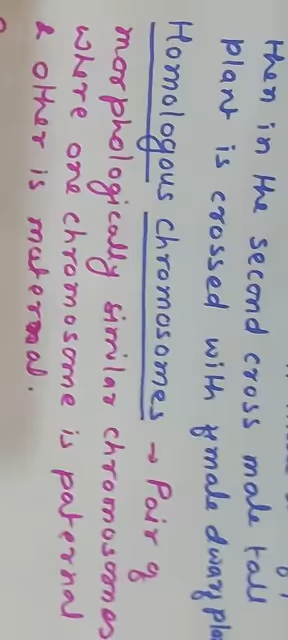 then in the second cross male tall
plant is crossed with female dwarf pla
Homologous chromosomes → Pair of
morphologically similar chromosomes
where one chromosome is paternal
& other is maternal.